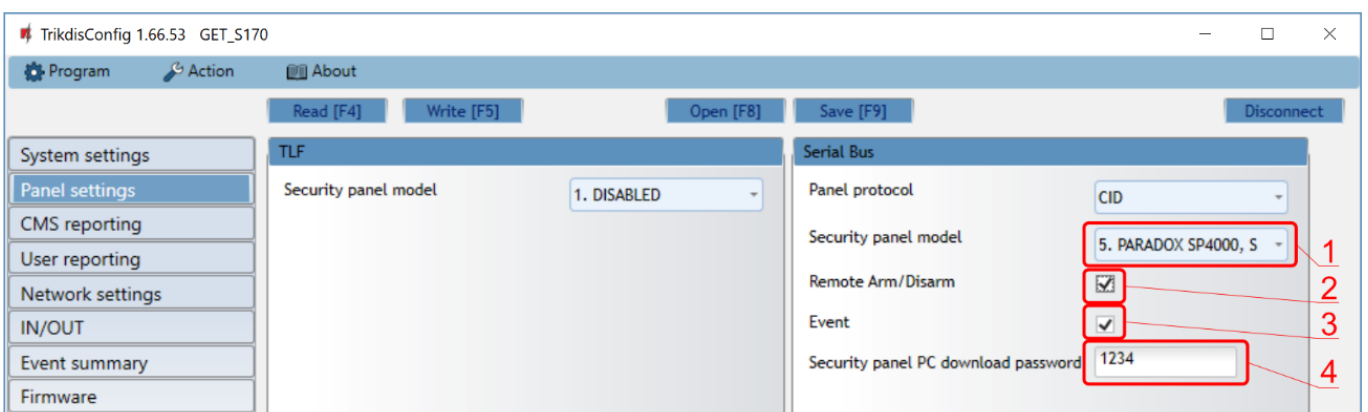 TrikdisConfig 1.66.53 GET_S170
Program Action About
Read [F4] Write [F5] Open [F8] Save [F9] Disconnect
System settings
Panel settings
CMS reporting
User reporting
Network settings
IN/OUT
Event summary
Firmware
TLF
Security panel model 1. DISABLED
Serial Bus
Panel protocol CID
Security panel model 5. PARADOX SP4000, S 1
Remote Arm/Disarm 2
Event 3
Security panel PC download password 1234 4